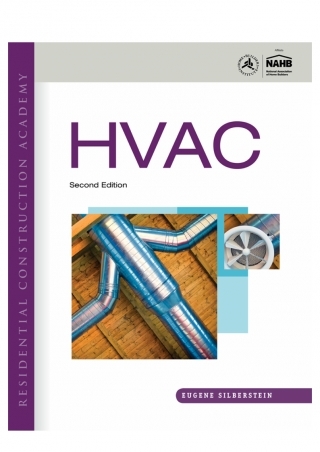 NAHB
HVAC
Second Edition
RESIDENTIAL CONSTRUCTION ACADEMY
EUGENE SILBERSTEIN